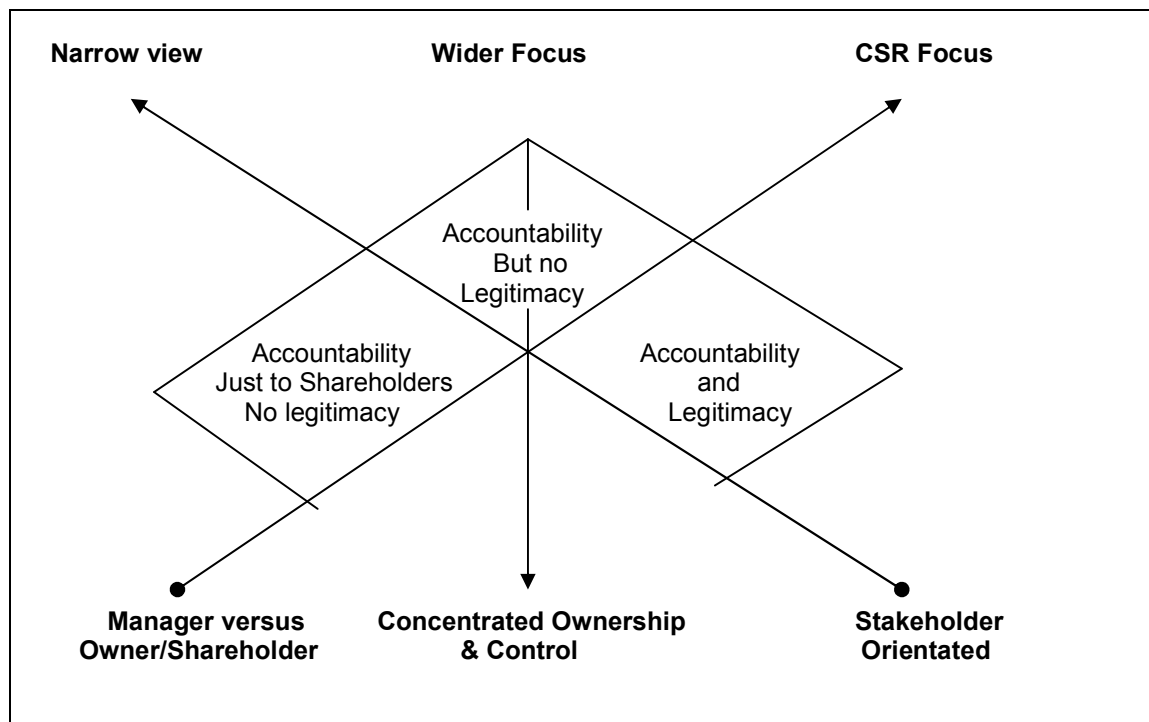 Narrow view
Wider Focus
CSR Focus
Accountability
But no
Legitimacy
Accountability
Just to Shareholders
No legitimacy
Accountability
and
Legitimacy
Manager versus
Owner/Shareholder
Concentrated Ownership
& Control
Stakeholder
Orientated